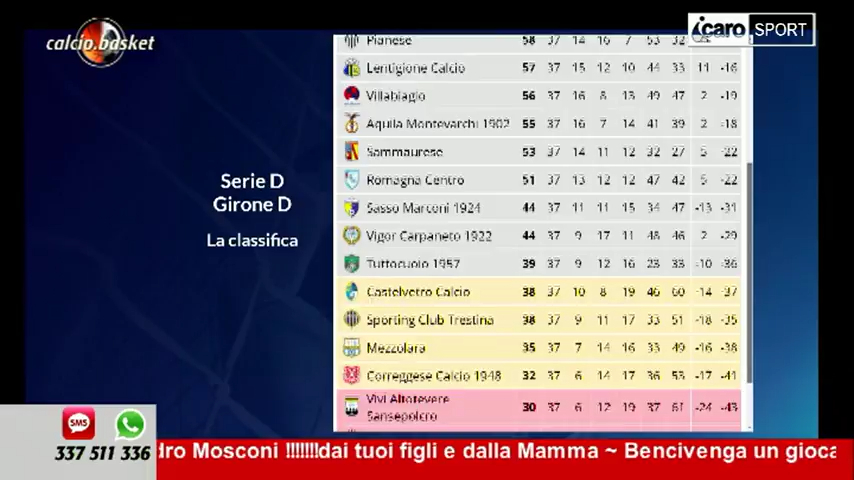 calcio.basket
icaro SPORT
Pianese 58 37 14 16 7 53 32
Lentigione Calcio 57 37 15 12 10 44 33 11 -16
Villabiagio 56 37 16 8 13 49 47 2 -19
Aquila Montevarchi 1902 55 37 16 7 14 41 39 2 -18
Sammaurese 53 37 14 11 12 32 27 5 -22
Serie D
Romagna Centro 51 37 13 12 12 47 42 5 -22
Girone D
Sasso Marconi 1924 44 37 11 11 15 34 47 -13 -31
La classifica
Vigor Carpaneto 1922 44 37 9 17 11 48 46 2 -29
Tuttocuoio 1957 39 37 9 12 16 23 33 -10 -36
Castelvetro Calcio 38 37 10 8 19 46 60 -14 -37
Sporting Club Trestina 38 37 9 11 17 33 51 -18 -35
Mezzolara 35 37 7 14 16 33 49 -16 -38
Correggese Calcio 1948 32 37 6 14 17 36 53 -17 -41
Vivi Altotevere
Sansepolcro 30 37 6 12 19 37 61 -24 -43
SMS
337 511 336
dro Mosconi !!!!!!!dai tuoi figli e dalla Mamma ~ Bencivenga un gioca